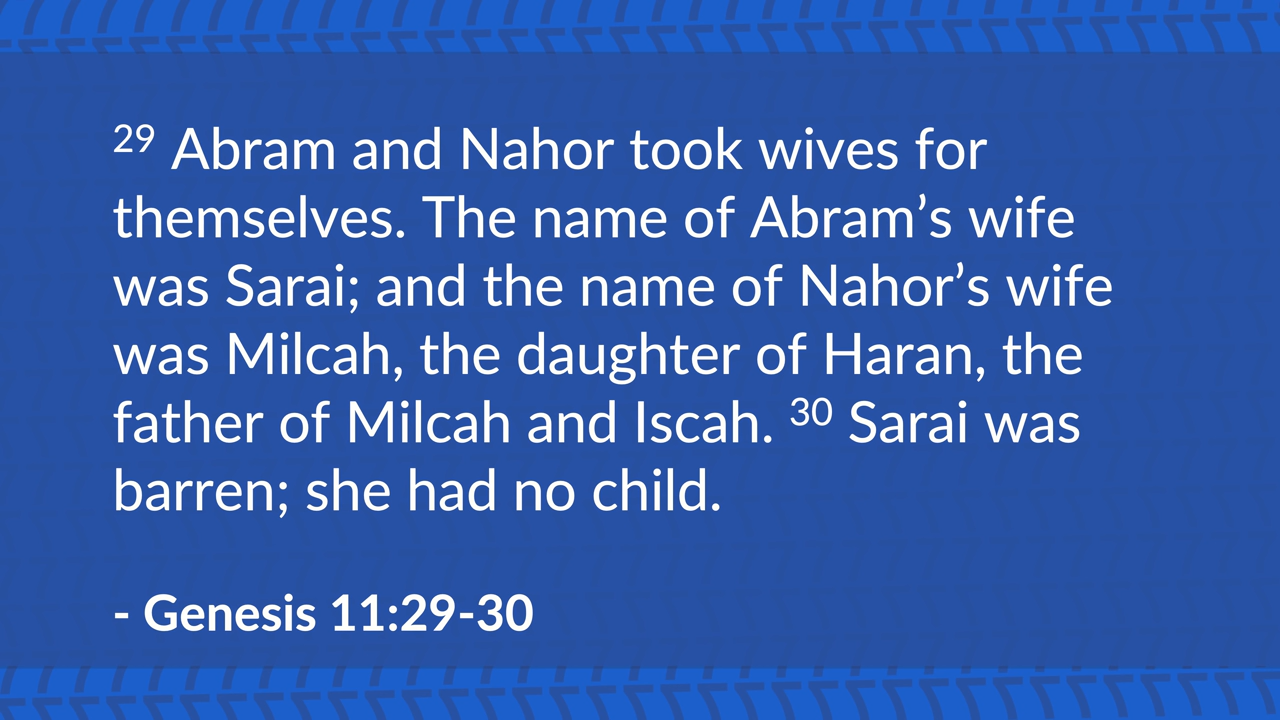 29 Abram and Nahor took wives for
themselves. The name of Abram’s wife
was Sarai; and the name of Nahor’s wife
was Milcah, the daughter of Haran, the
father of Milcah and Iscah. 30 Sarai was
barren; she had no child.
- Genesis 11:29-30